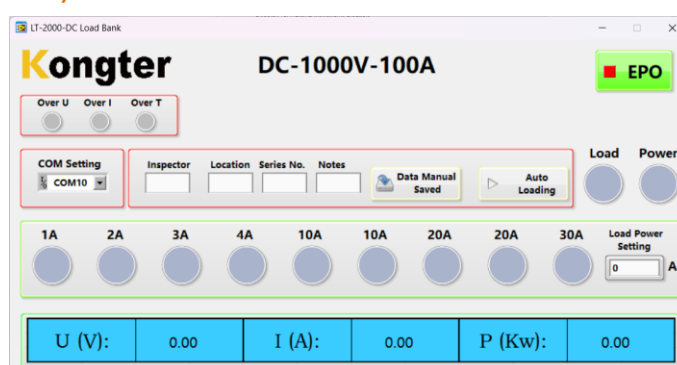 LT-2000-DC Load Bank
Kongter DC-1000V-100A EPO
Over U Over I Over T
Load Power
COM Setting Inspector Location Series No. Notes
COM10 Data Manual Saved Auto Loading
1A 2A 3A 4A 10A 10A 20A 20A 30A Load Power Setting
0 A
U (V): 0.00 I (A): 0.00 P (Kw): 0.00